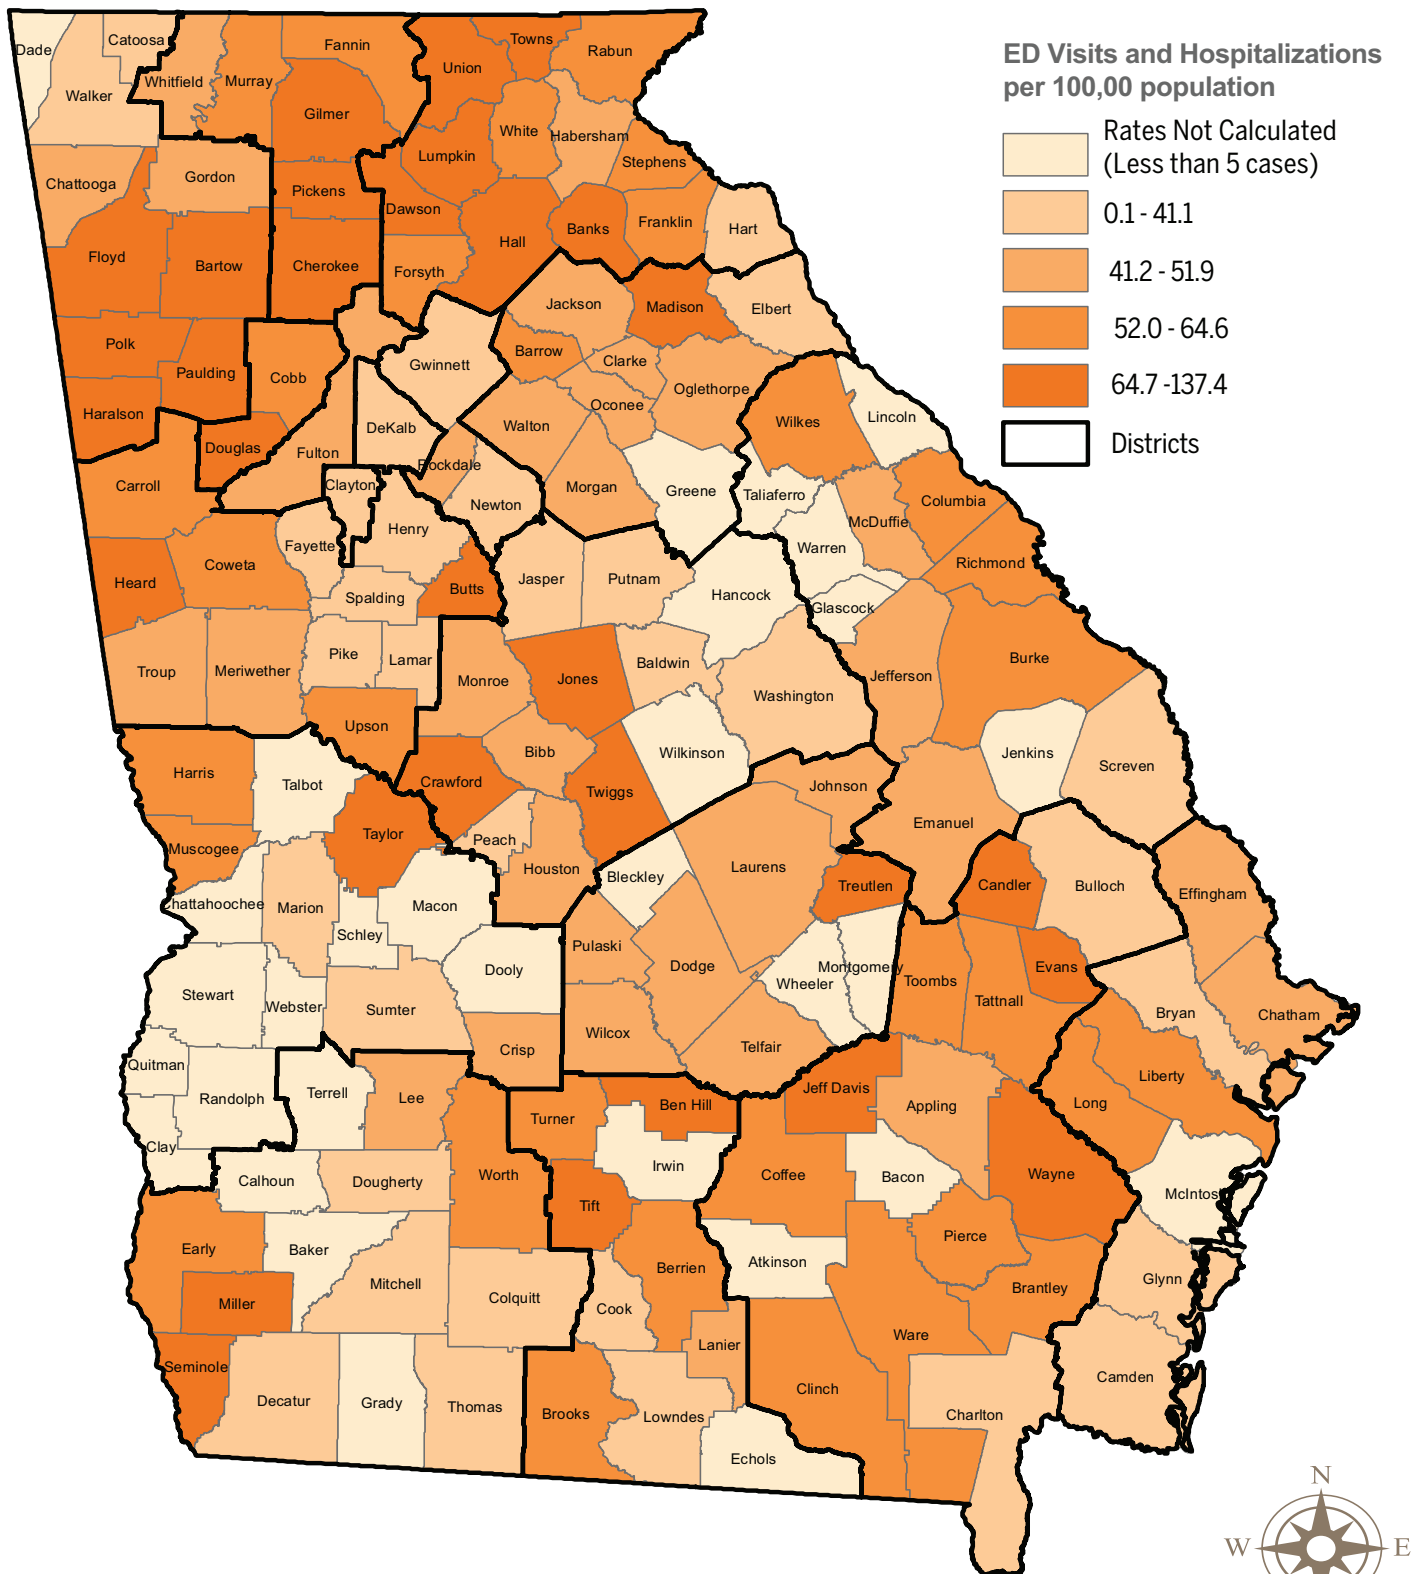 ED Visits and Hospitalizations
per 100,00 population
Rates Not Calculated
(Less than 5 cases)
0.1 - 41.1
41.2 - 51.9
52.0 - 64.6
64.7 -137.4
Districts
Dade
Catoosa
Walker
Whitfield
Murray
Fannin
Gilmer
Union
Towns
Rabun
White
Habersham
Stephens
Lumpkin
Chattooga
Gordon
Pickens
Dawson
Hall
Banks
Franklin
Hart
Floyd
Bartow
Cherokee
Forsyth
Jackson
Madison
Elbert
Polk
Paulding
Cobb
Gwinnett
Barrow
Clarke
Oglethorpe
Oconee
Haralson
Douglas
Fulton
DeKalb
Rockdale
Walton
Wilkes
Lincoln
Carroll
Clayton
Newton
Morgan
Greene
Taliaferro
McDuffie
Columbia
Henry
Fayette
Warren
Richmond
Heard
Coweta
Spalding
Butts
Jasper
Putnam
Hancock
Glascock
Troup
Meriwether
Pike
Lamar
Monroe
Jones
Baldwin
Washington
Jefferson
Burke
Upson
Bibb
Wilkinson
Jenkins
Screven
Harris
Talbot
Crawford
Twiggs
Johnson
Emanuel
Muscogee
Taylor
Peach
Houston
Bleckley
Laurens
Treutlen
Candler
Bulloch
Effingham
Chattahoochee
Marion
Schley
Macon
Pulaski
Dodge
Wheeler
Montgomery
Toombs
Tattnall
Evans
Stewart
Webster
Sumter
Dooly
Wilcox
Telfair
Bryan
Chatham
Crisp
Quitman
Randolph
Terrell
Lee
Turner
Ben Hill
Jeff Davis
Appling
Long
Liberty
Clay
Calhoun
Dougherty
Worth
Tift
Irwin
Coffee
Bacon
Wayne
McIntos
Early
Baker
Mitchell
Colquitt
Berrien
Atkinson
Pierce
Brantley
Glynn
Miller
Cook
Lanier
Ware
Seminole
Decatur
Grady
Thomas
Brooks
Lowndes
Clinch
Charlton
Camden
Echols
N
W
E